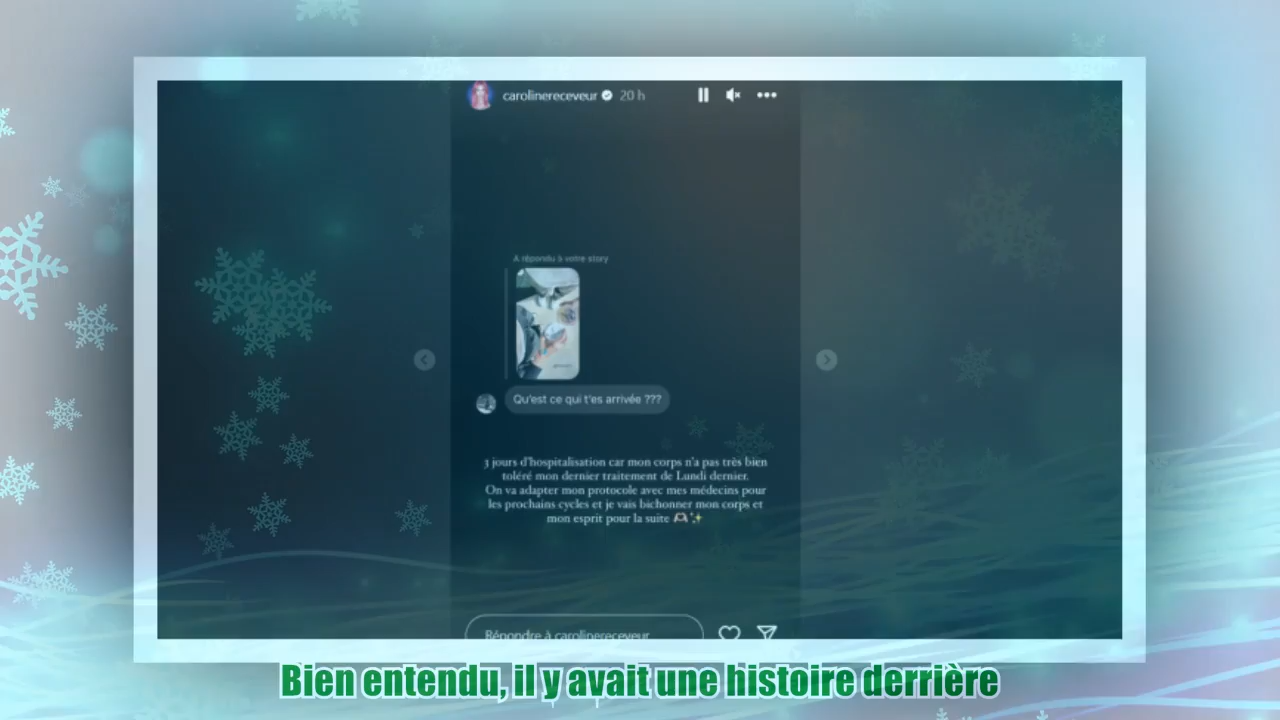 carolinereceveur 20 h
A répondu à votre story
Qu'est ce qui t'es arrivée ???
3 jours d'hospitalisation car mon corps n'a pas très bien
toléré mon dernier traitement de Lundi dernier.
On va adapter mon protocole avec mes médecins pour
les prochains cycles et je vais bichonner mon corps et
mon esprit pour la suite 🫶🏼✨
Répondre à carolinereceveur
Bien entendu, il y avait une histoire derrière